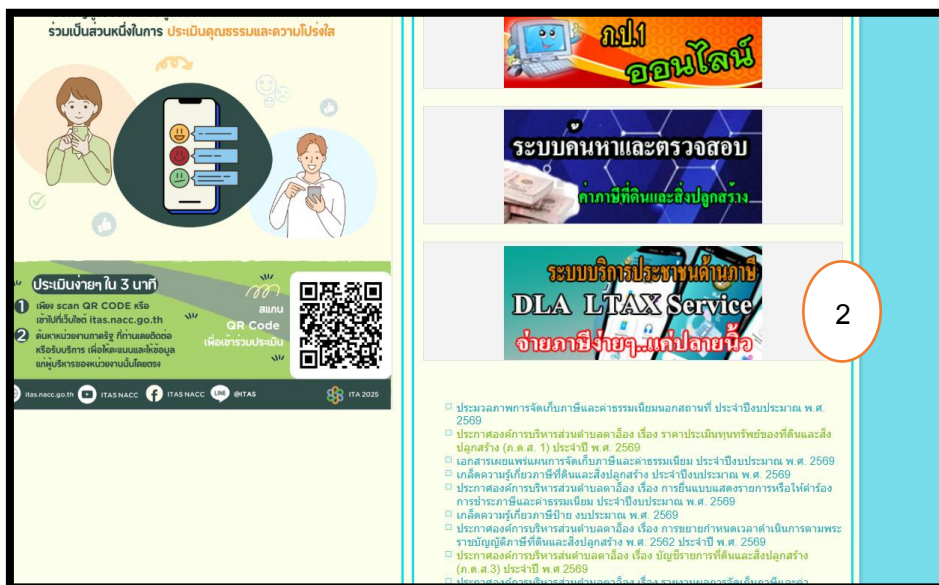 ร่วมเป็นส่วนหนึ่งในการ ประเมินคุณธรรมและความโปร่งใส
ประเมินง่ายๆ ใน 3 นาที
1 เพียง scan QR CODE หรือ
เข้าไปที่เว็บไซต์ itas.nacc.go.th
2 ค้นหาหน่วยงานภาครัฐ ที่ท่านเคยติดต่อ
หรือรับบริการ เพื่อให้คะแนนและให้ข้อมูล
แก่ผู้บริหารของหน่วยงานนั้นโดยตรง
สแกน
QR Code
เพื่อเข้าร่วมประเมิน
itas.nacc.go.th ITAS NACC ITAS NACC LINE @ITAS ITA 2025
ภ.ป.1
ออนไลน์
ระบบค้นหาและตรวจสอบ
ค่าภาษีที่ดินและสิ่งปลูกสร้าง
ระบบบริการประชาชนด้านภาษี
DLA LTAX Service
จ่ายภาษีง่ายๆ..แค่ปลายนิ้ว
2
ประมวลภาพการจัดเก็บภาษีและค่าธรรมเนียมนอกสถานที่ ประจำปีงบประมาณ พ.ศ.
2569
ประกาศองค์การบริหารส่วนตำบลดาอ็อง เรื่อง ราคาประเมินทุนทรัพย์ของที่ดินและสิ่ง
ปลูกสร้าง (ภ.ด.ส. 1) ประจำปี พ.ศ. 2569
เอกสารเผยแพร่แผนการจัดเก็บภาษีและค่าธรรมเนียม ประจำปีงบประมาณ พ.ศ. 2569
เกล็ดความรู้เกี่ยวภาษีที่ดินและสิ่งปลูกสร้าง ประจำปีงบประมาณ พ.ศ. 2569
ประกาศองค์การบริหารส่วนตำบลดาอ็อง เรื่อง การยื่นแบบแสดงรายการหรือให้คำร้อง
การชำระภาษีและค่าธรรมเนียม ประจำปีงบประมาณ พ.ศ. 2569
เกล็ดความรู้เกี่ยวภาษีป้าย งบประมาณ พ.ศ. 2569
ประกาศองค์การบริหารส่วนตำบลดาอ็อง เรื่อง การขยายกำหนดเวลาดำเนินการตามพระ
ราชบัญญัติภาษีที่ดินและสิ่งปลูกสร้าง พ.ศ. 2562 ประจำปี พ.ศ. 2569
ประกาศองค์การบริหารส่นตำบลดาอ็อง เรื่อง บัญชีรายการที่ดินและสิ่งปลูกสร้าง
(ภ.ด.ส.3) ประจำปี พ.ศ 2569